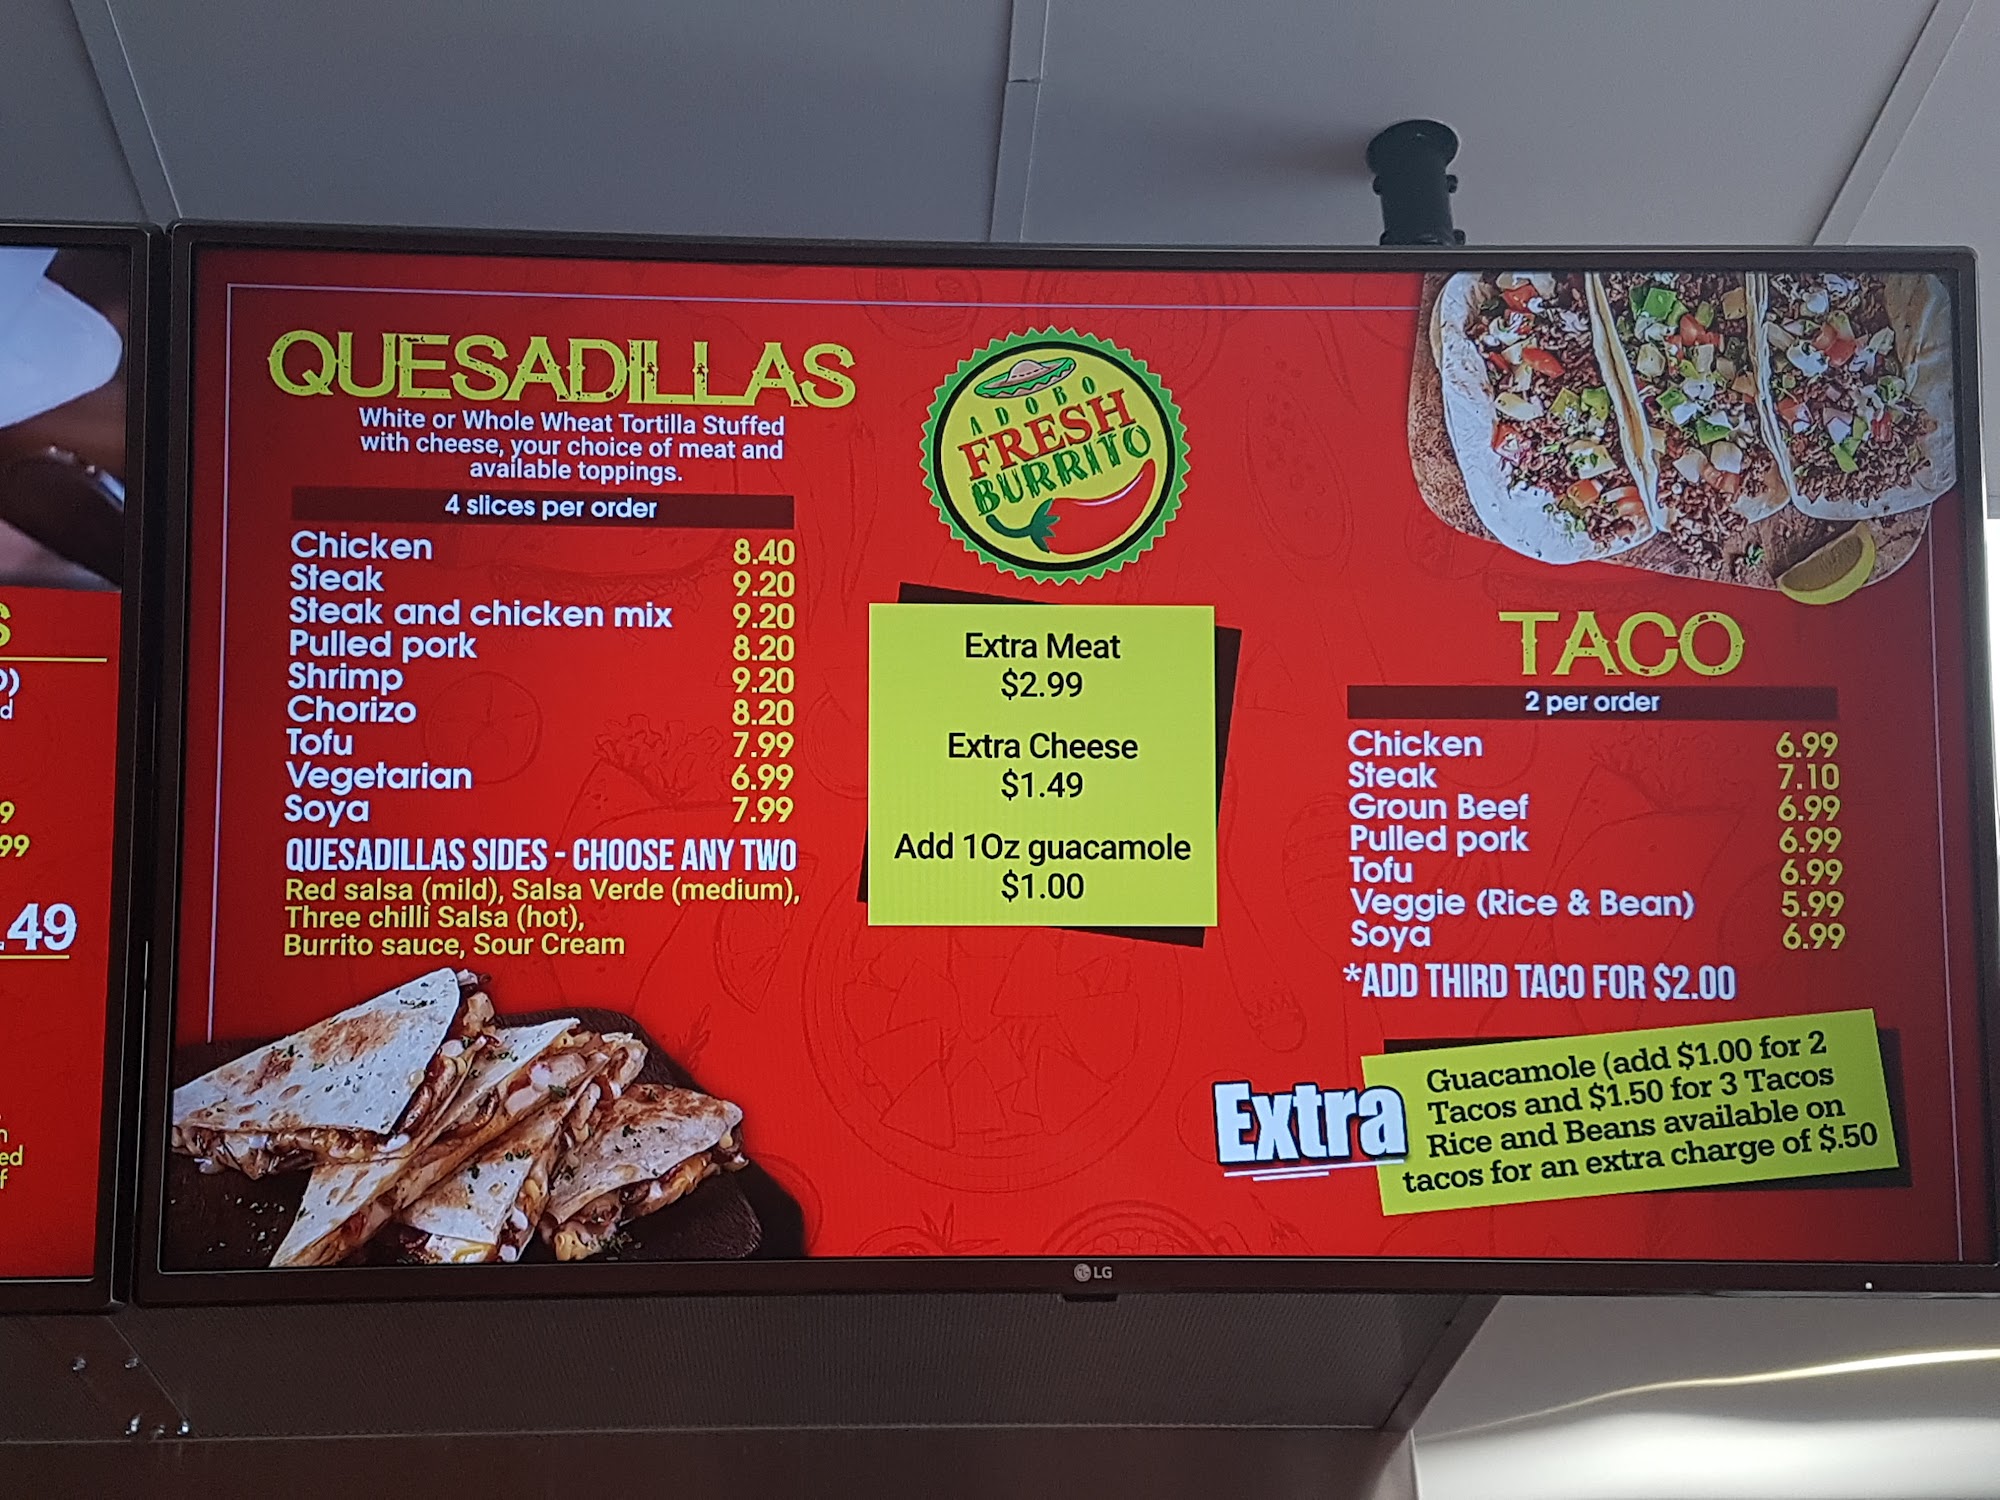 QUESADILLAS
White or Whole Wheat Tortilla Stuffed
with cheese, your choice of meat and
available toppings.
4 slices per order
Chicken 8.40
Steak 9.20
Steak and chicken mix 9.20
Pulled pork 8.20
Shrimp 9.20
Chorizo 8.20
Tofu 7.99
Vegetarian 6.99
Soya 7.99
QUESADILLAS SIDES - CHOOSE ANY TWO
Red salsa (mild), Salsa Verde (medium),
Three chilli Salsa (hot),
Burrito sauce, Sour Cream
ADOBO
FRESH
BURRITO
Extra Meat
$2.99
Extra Cheese
$1.49
Add 1Oz guacamole
$1.00
TACO
2 per order
Chicken 6.99
Steak 7.10
Groun Beef 6.99
Pulled pork 6.99
Tofu 6.99
Veggie (Rice & Bean) 5.99
Soya 6.99
*ADD THIRD TACO FOR $2.00
Extra
Guacamole (add $1.00 for 2
Tacos and $1.50 for 3 Tacos
Rice and Beans available on
tacos for an extra charge of $.50
LG
.49